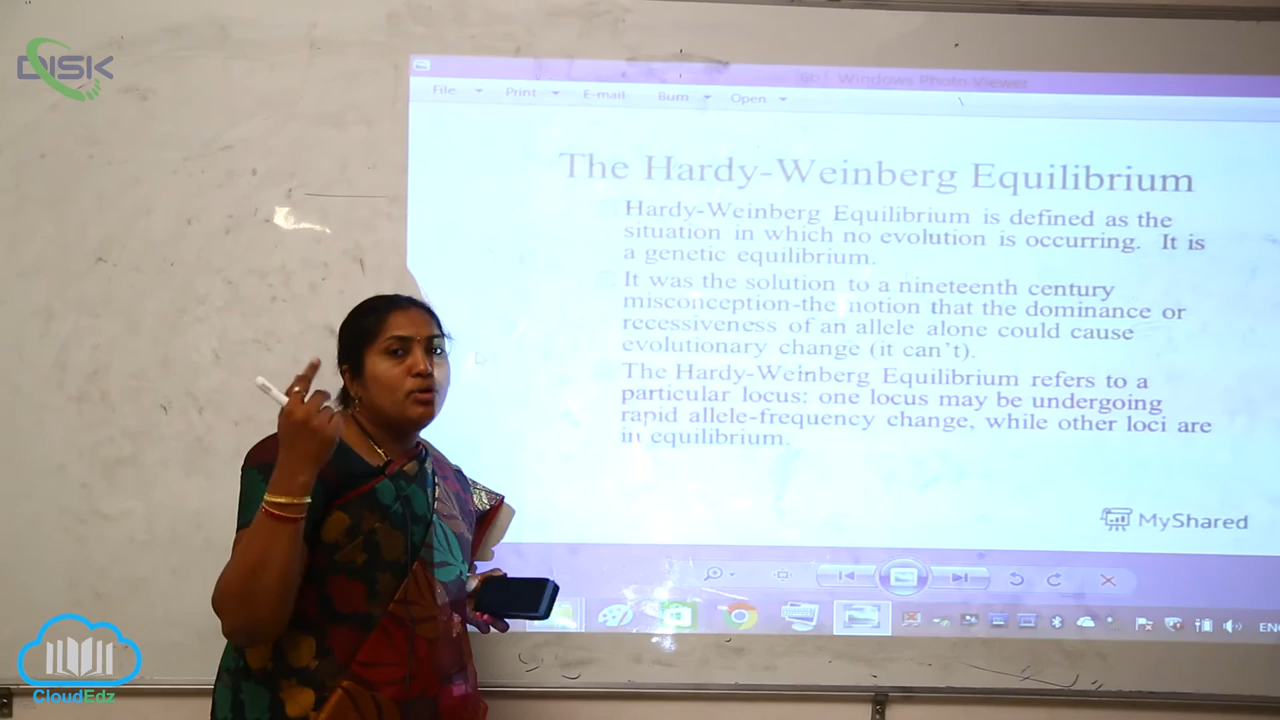 DISK
6b - Windows Photo Viewer
File Print E-mail Burn Open
The Hardy-Weinberg Equilibrium
Hardy-Weinberg Equilibrium is defined as the
situation in which no evolution is occurring. It is
a genetic equilibrium.
It was the solution to a nineteenth century
misconception-the notion that the dominance or
recessiveness of an allele alone could cause
evolutionary change (it can't).
The Hardy-Weinberg Equilibrium refers to a
particular locus: one locus may be undergoing
rapid allele-frequency change, while other loci are
in equilibrium.
MyShared
EN
CloudEdz